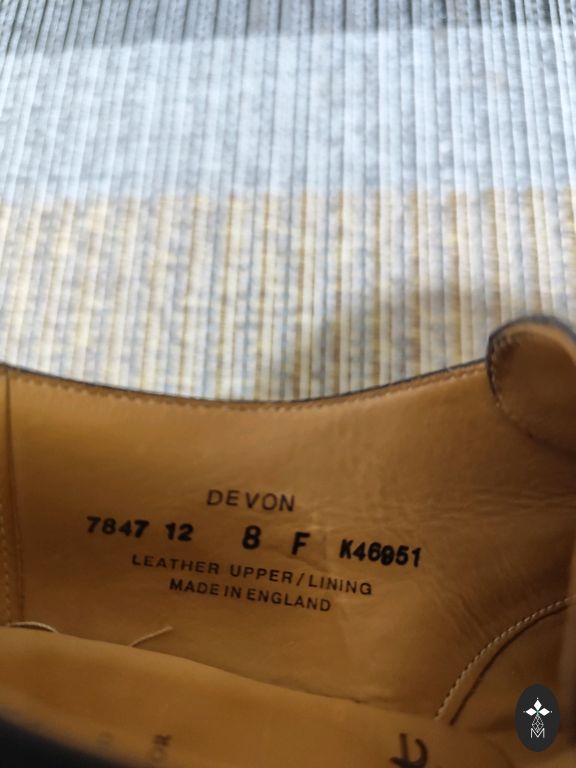 DEVON
7847 12 8 F K46951
LEATHER UPPER/LINING
MADE IN ENGLAND